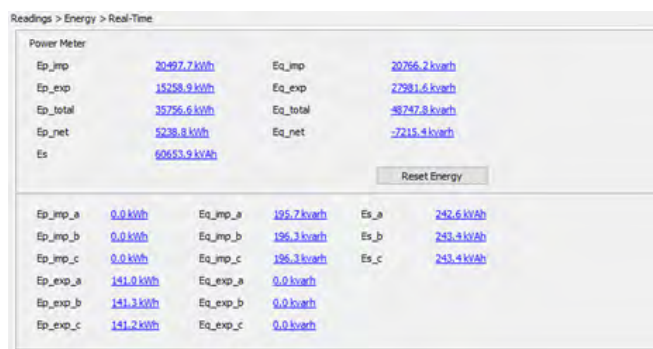 Readings > Energy > Real-Time
Power Meter
Ep_imp 20497.7 kWh Eq_imp 20766.2 kvarh
Ep_exp 15258.9 kWh Eq_exp 27981.6 kvarh
Ep_total 35756.6 kWh Eq_total 48747.8 kvarh
Ep_net 5238.8 kWh Eq_net -7215.4 kvarh
Es 60653.9 kVAh
Reset Energy
Ep_imp_a 0.0 kWh Eq_imp_a 195.7 kvarh Es_a 242.6 kVAh
Ep_imp_b 0.0 kWh Eq_imp_b 196.3 kvarh Es_b 243.4 kVAh
Ep_imp_c 0.0 kWh Eq_imp_c 196.3 kvarh Es_c 243.4 kVAh
Ep_exp_a 141.0 kWh Eq_exp_a 0.0 kvarh
Ep_exp_b 141.3 kWh Eq_exp_b 0.0 kvarh
Ep_exp_c 141.2 kWh Eq_exp_c 0.0 kvarh